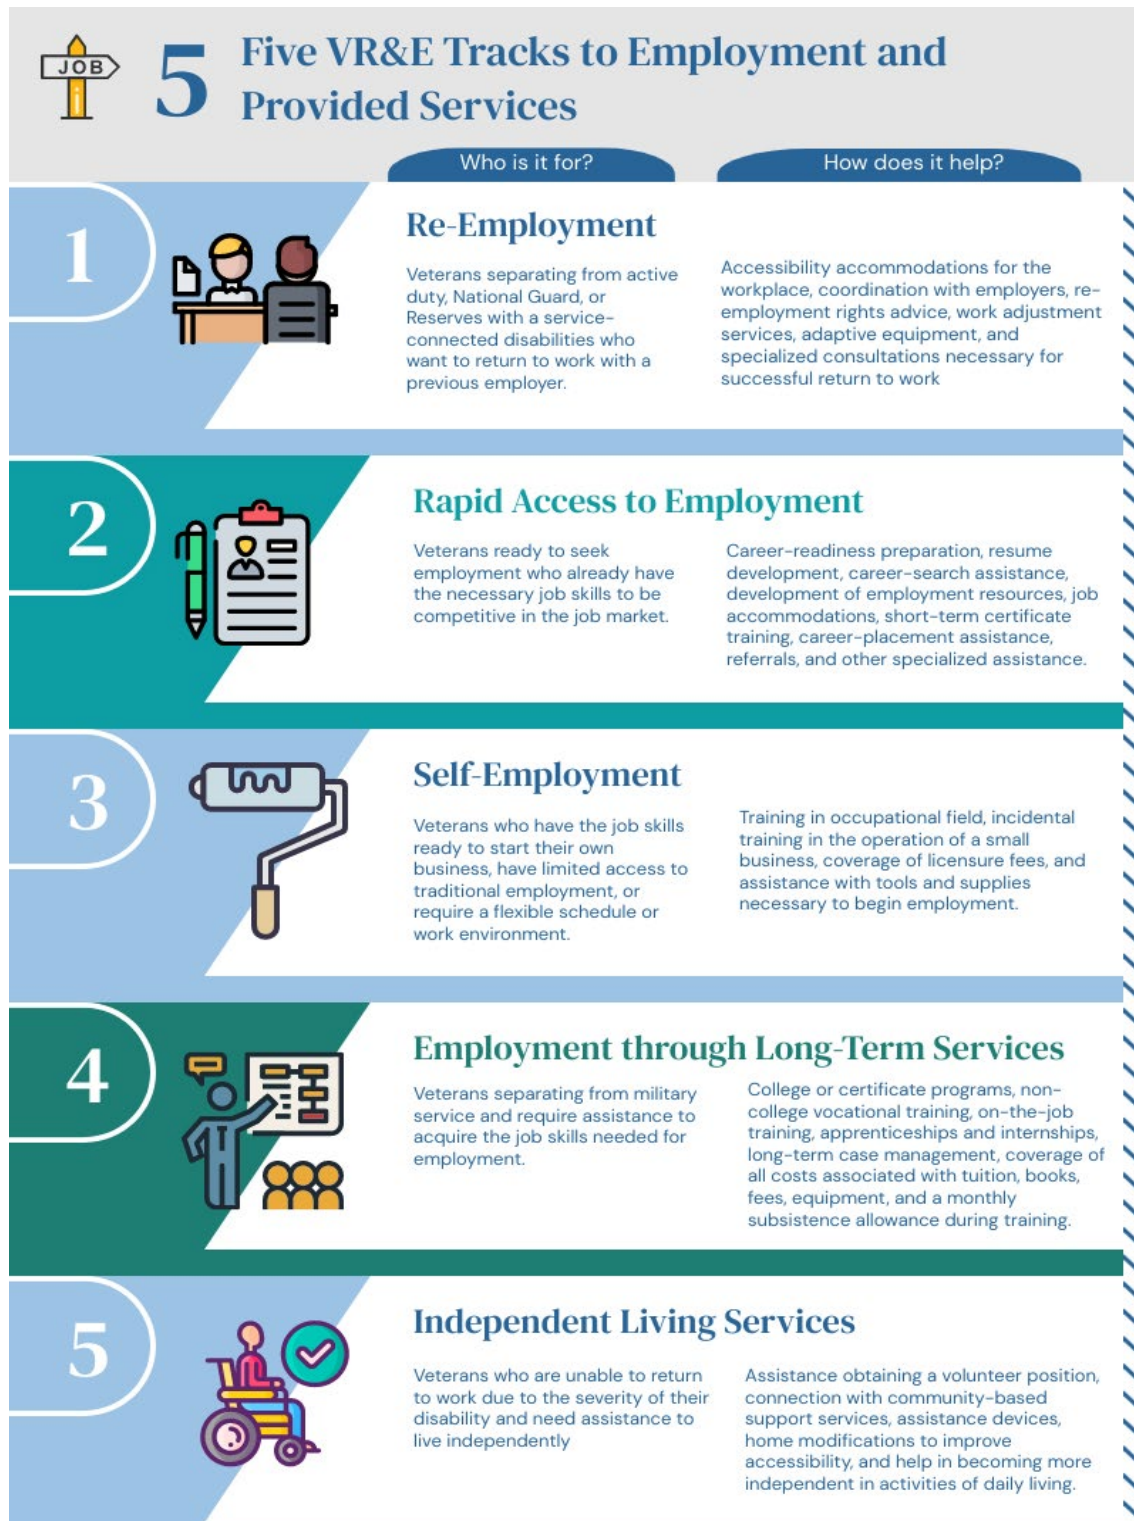 JOB
i
5
Five VR&E Tracks to Employment and
Provided Services
Who is it for?
How does it help?
1
Re-Employment
Veterans separating from active
duty, National Guard, or
Reserves with a service-
connected disabilities who
want to return to work with a
previous employer.
Accessibility accommodations for the
workplace, coordination with employers, re-
employment rights advice, work adjustment
services, adaptive equipment, and
specialized consultations necessary for
successful return to work
2
Rapid Access to Employment
Veterans ready to seek
employment who already have
the necessary job skills to be
competitive in the job market.
Career-readiness preparation, resume
development, career-search assistance,
development of employment resources, job
accommodations, short-term certificate
training, career-placement assistance,
referrals, and other specialized assistance.
3
Self-Employment
Veterans who have the job skills
ready to start their own
business, have limited access to
traditional employment, or
require a flexible schedule or
work environment.
Training in occupational field, incidental
training in the operation of a small
business, coverage of licensure fees, and
assistance with tools and supplies
necessary to begin employment.
4
Employment through Long-Term Services
Veterans separating from military
service and require assistance to
acquire the job skills needed for
employment.
College or certificate programs, non-
college vocational training, on-the-job
training, apprenticeships and internships,
long-term case management, coverage of
all costs associated with tuition, books,
fees, equipment, and a monthly
subsistence allowance during training.
5
Independent Living Services
Veterans who are unable to return
to work due to the severity of their
disability and need assistance to
live independently
Assistance obtaining a volunteer position,
connection with community-based
support services, assistance devices,
home modifications to improve
accessibility, and help in becoming more
independent in activities of daily living.